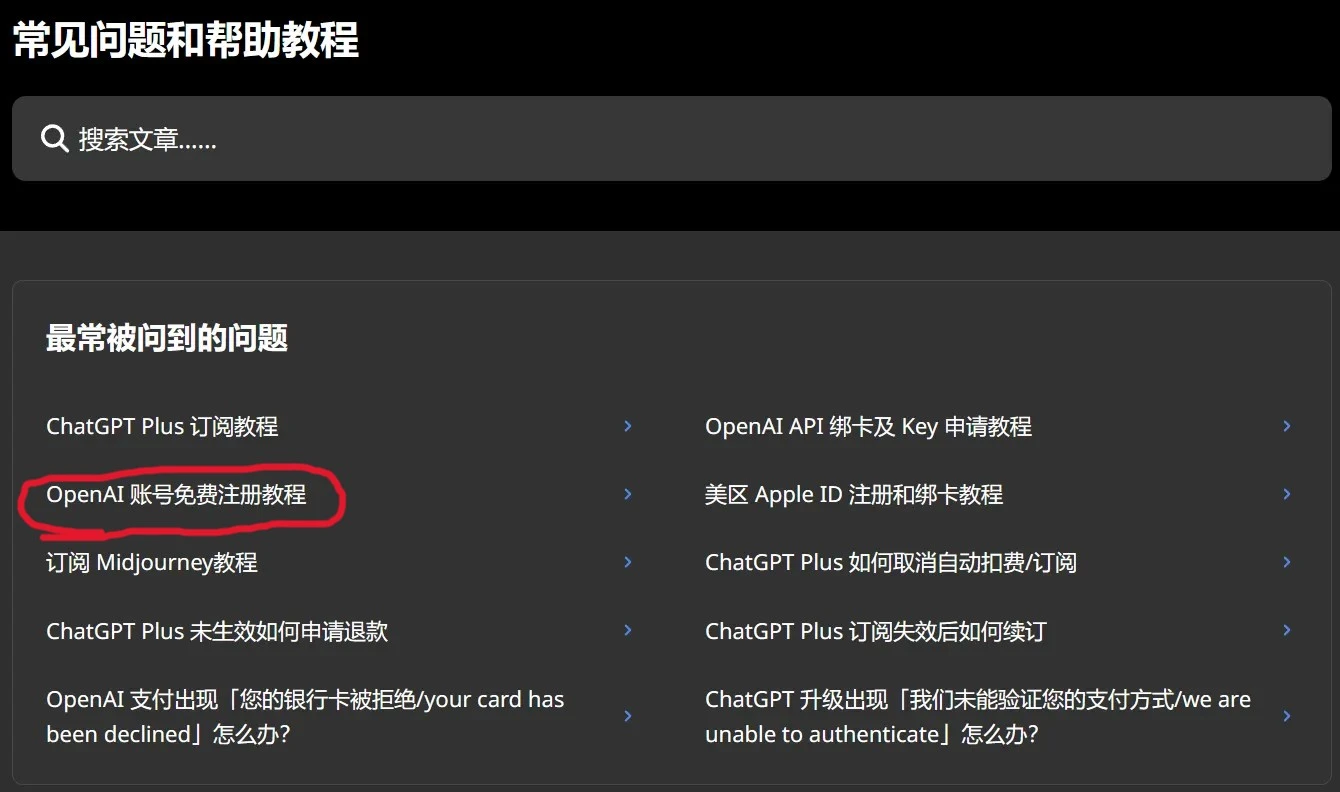 常见问题和帮助教程
搜索文章......
最常被问到的问题
ChatGPT Plus 订阅教程
OpenAI API 绑卡及 Key 申请教程
OpenAI 账号免费注册教程
美区 Apple ID 注册和绑卡教程
订阅 Midjourney教程
ChatGPT Plus 如何取消自动扣费/订阅
ChatGPT Plus 未生效如何申请退款
ChatGPT Plus 订阅失效后如何续订
OpenAI 支付出现「您的银行卡被拒绝/your card has
been declined」怎么办?
ChatGPT 升级出现「我们未能验证您的支付方式/we are
unable to authenticate」怎么办?